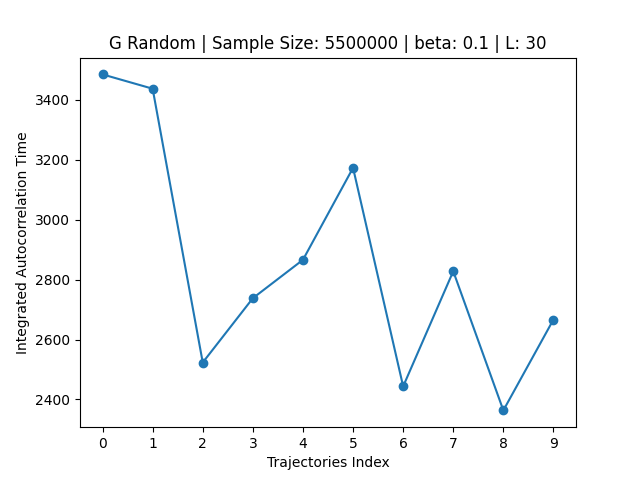 G Random | Sample Size: 5500000 | beta: 0.1 | L: 30
Integrated Autocorrelation Time
3400
3200
3000
2800
2600
2400
0 1 2 3 4 5 6 7 8 9
Trajectories Index